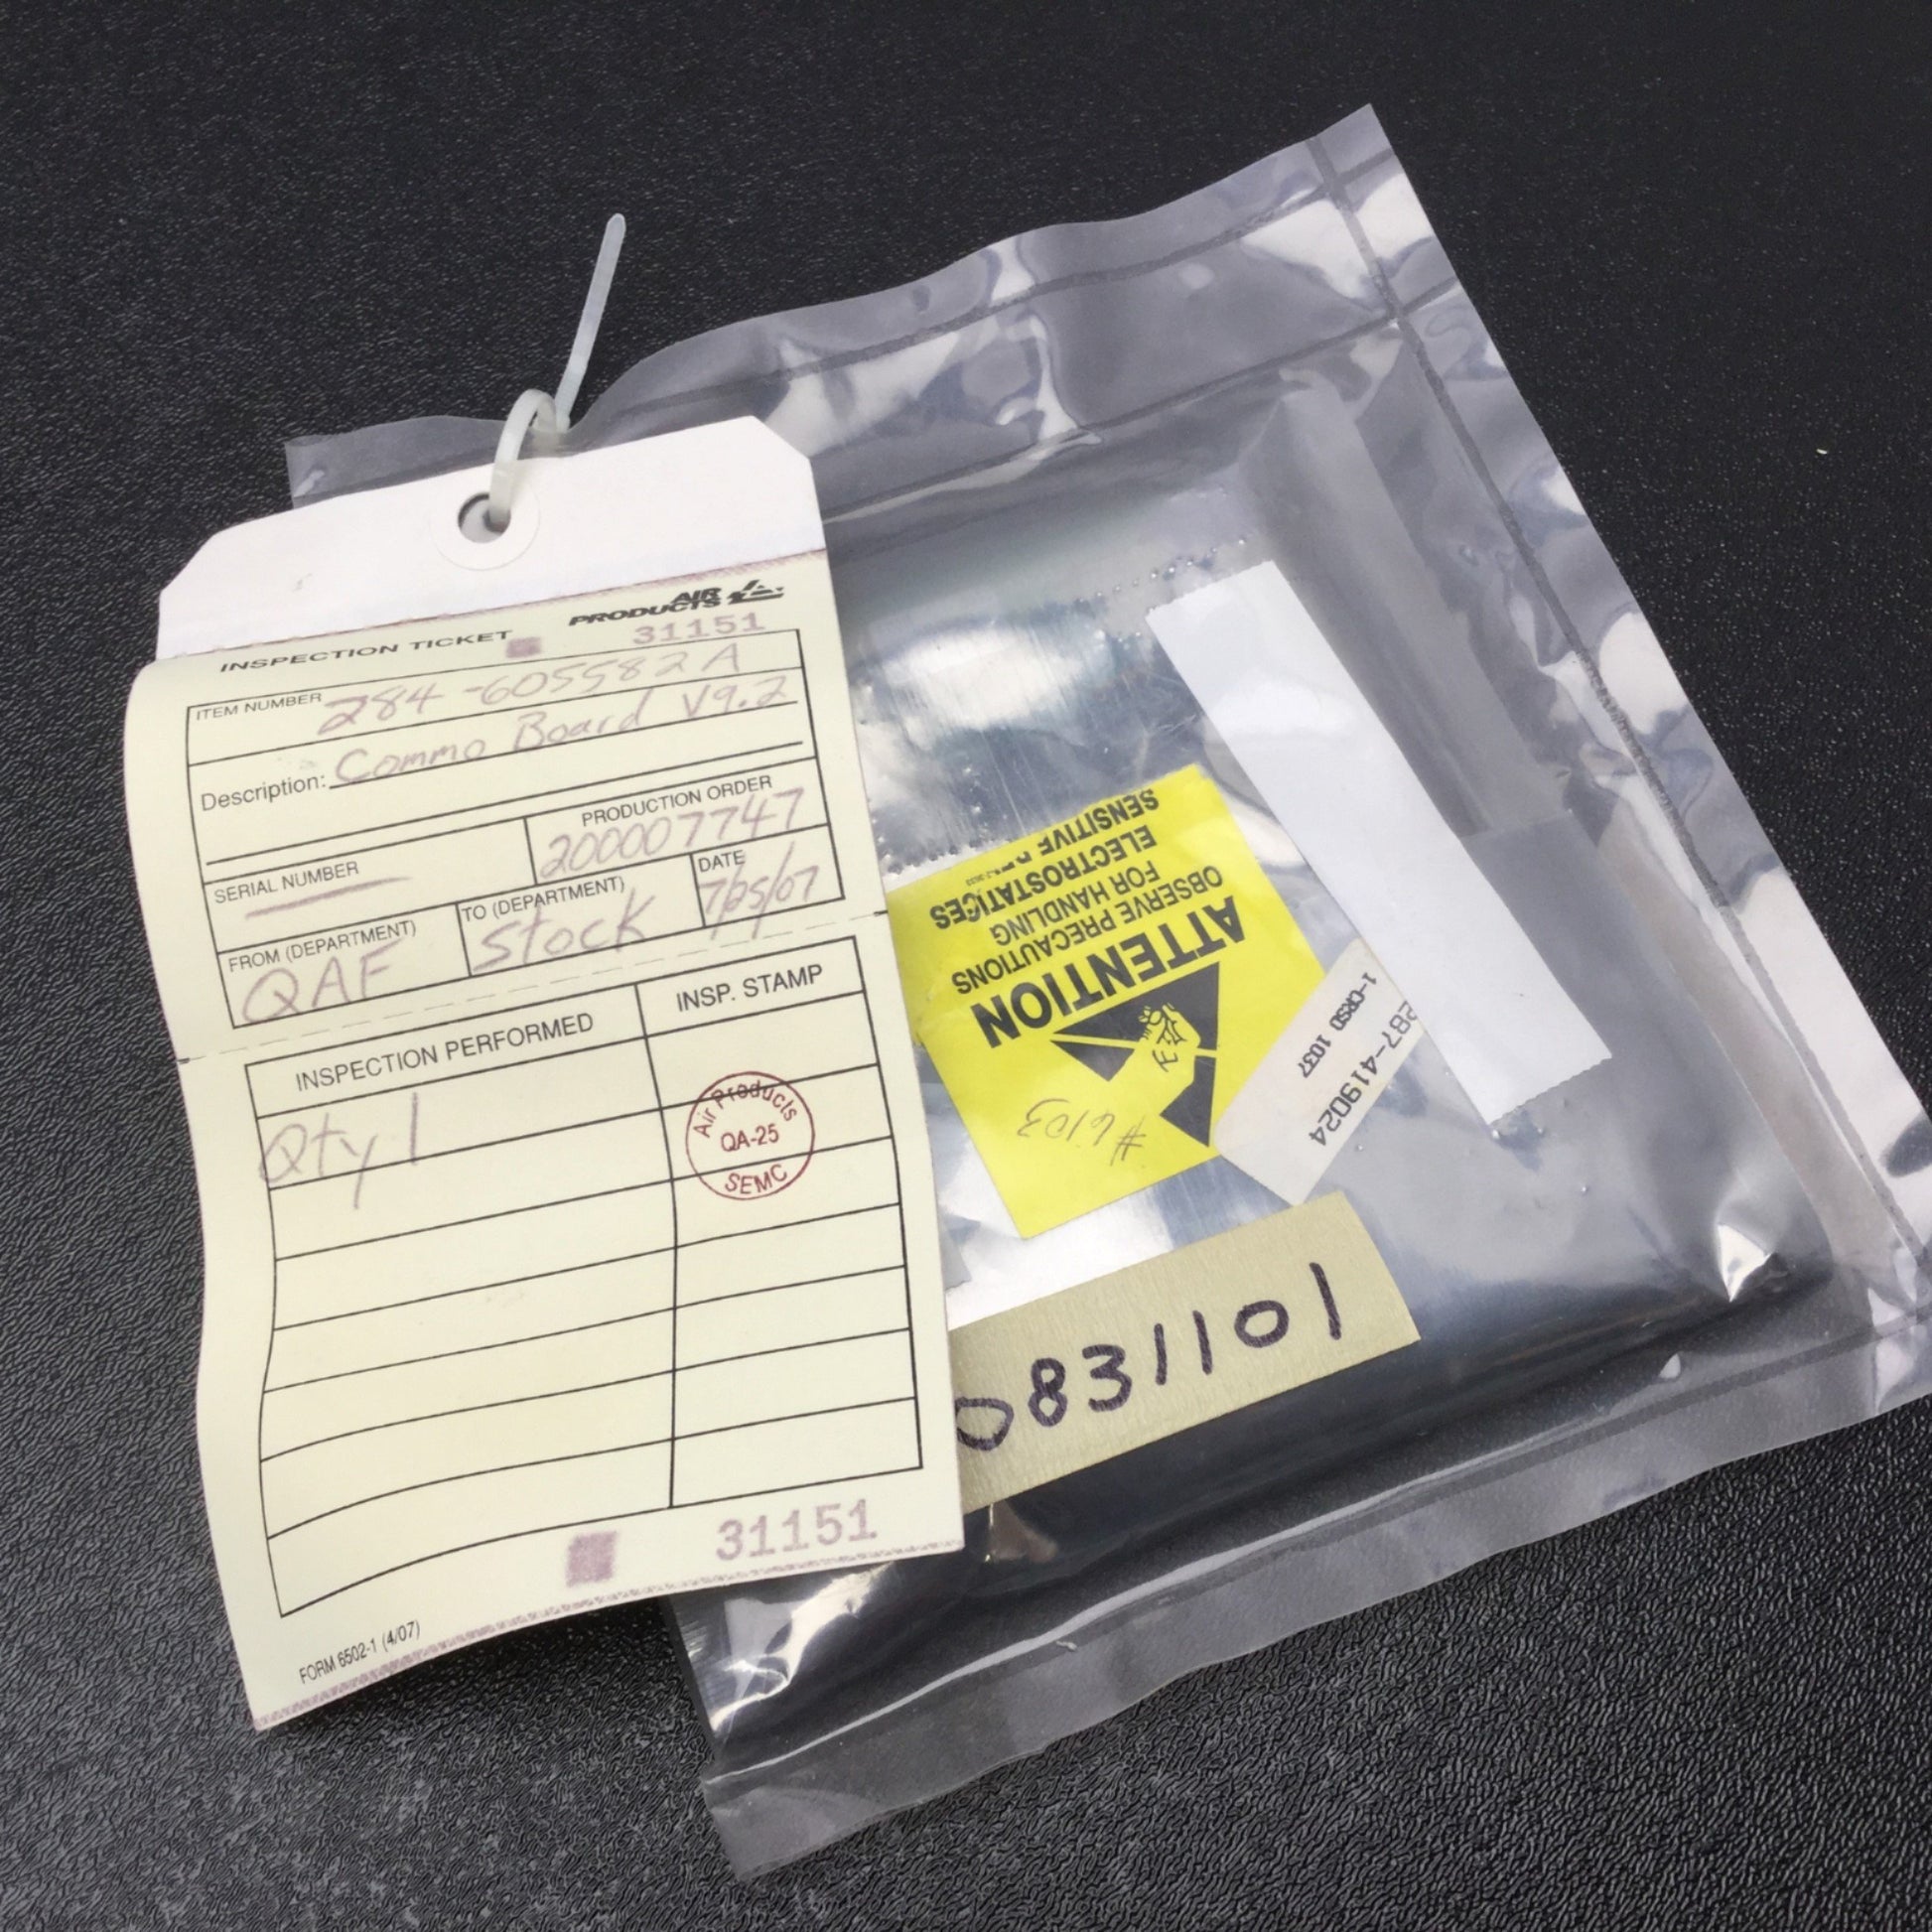 AIR
PRODUCTS
INSPECTION TICKET
31151
ITEM NUMBER 284-605582A
Description: Commo Board V9.2
SERIAL NUMBER
PRODUCTION ORDER
200007747
FROM (DEPARTMENT)
QAF
TO (DEPARTMENT)
Stock
DATE
7/25/07
INSPECTION PERFORMED
INSP. STAMP
Qty 1
Air Products
QA-25
SEMC
31151
FORM 6502-1 (4/07)
ATTENTION
OBSERVE PRECAUTIONS
FOR HANDLING
ELECTROSTATIC
SENSITIVE
#6103
287-419024
1-CRSD 1037
0831101